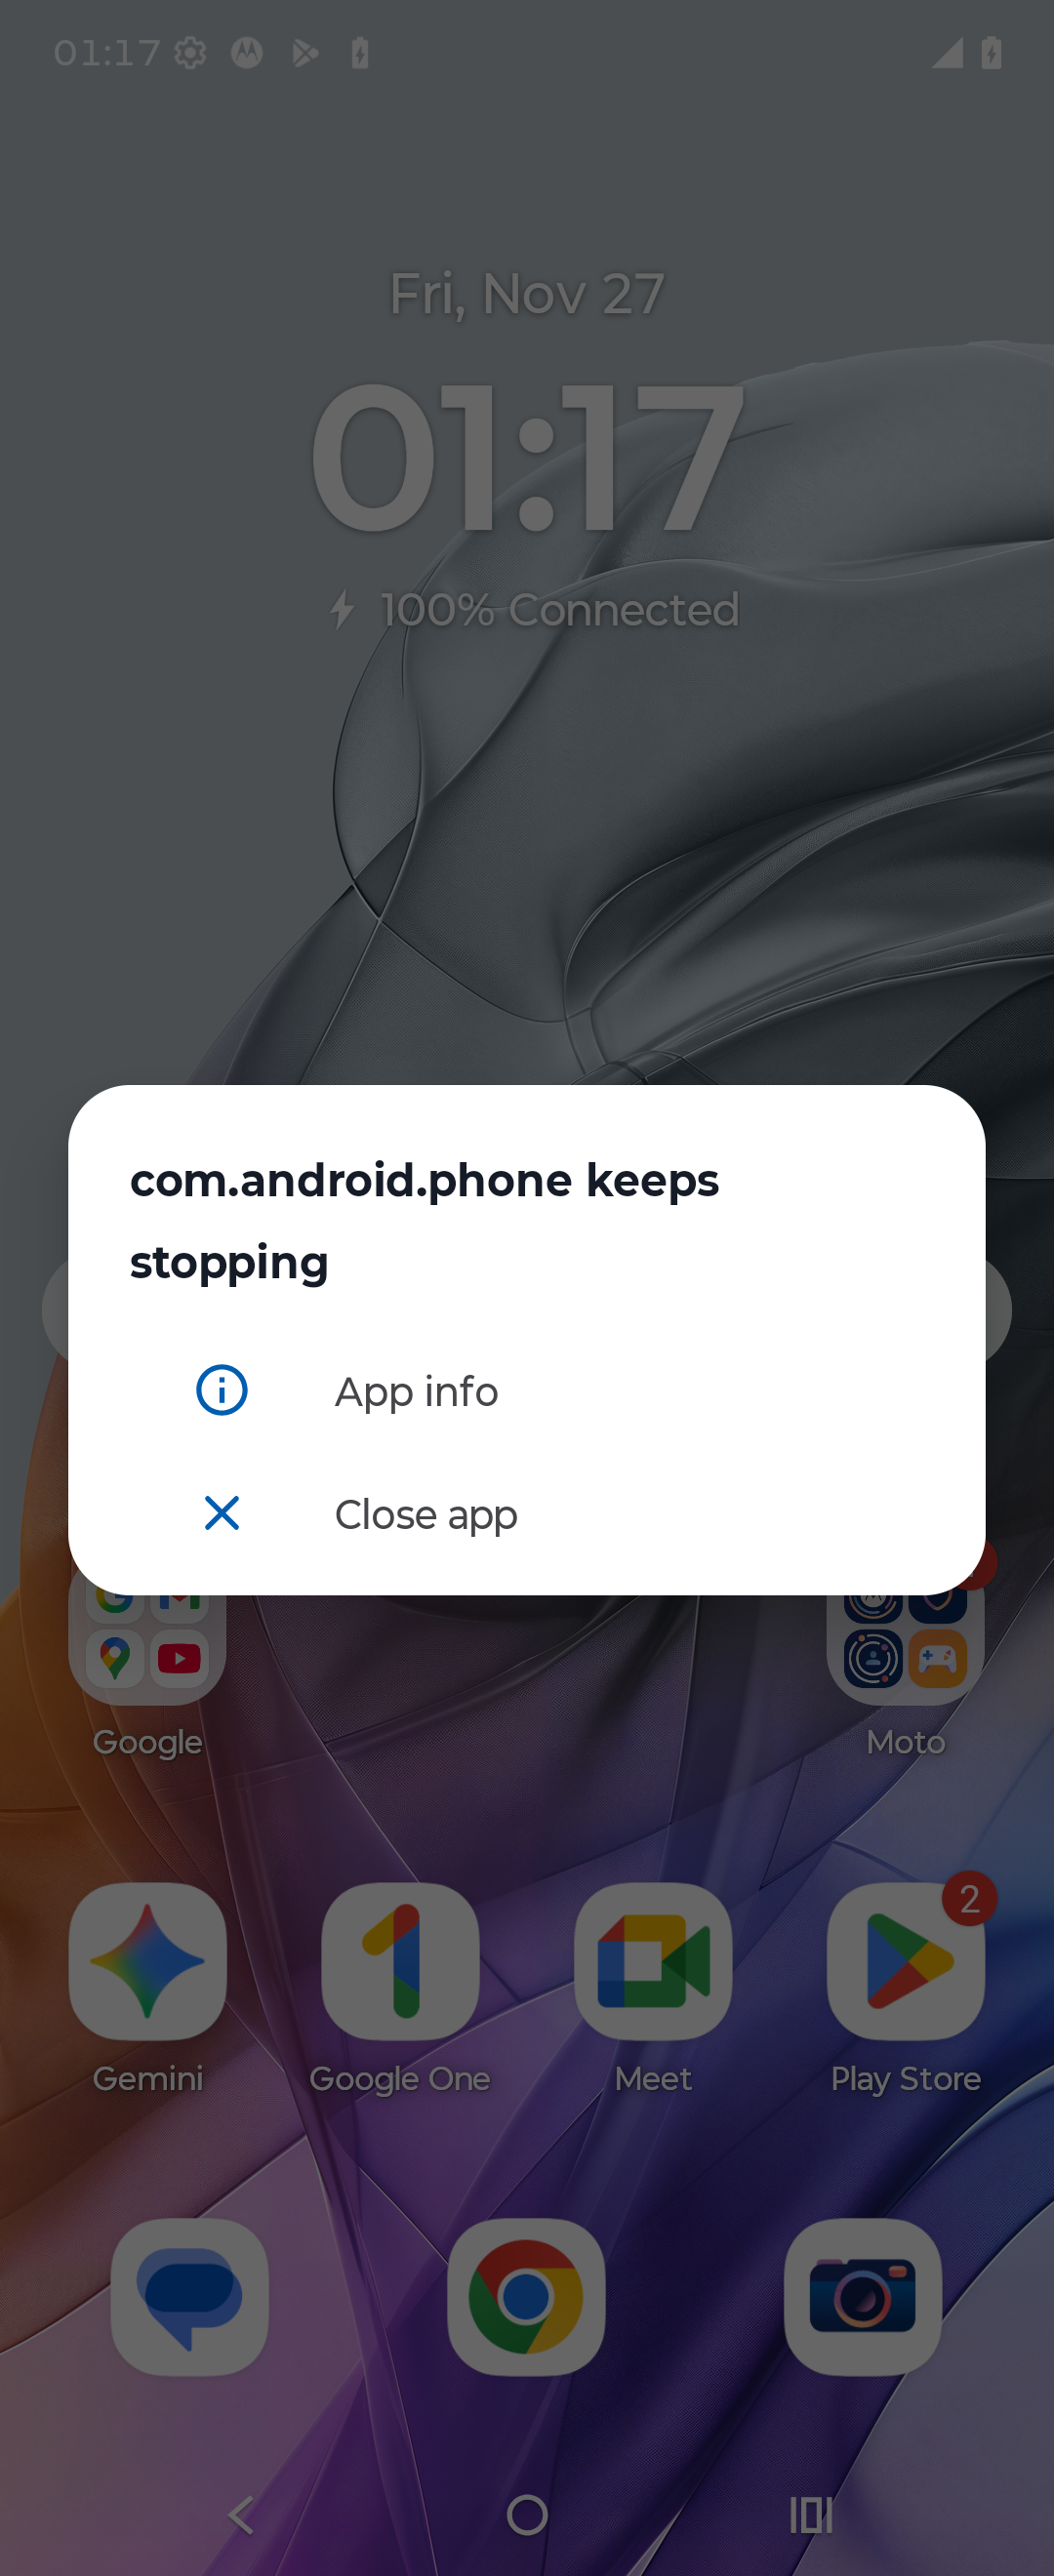 01:17
Fri, Nov 27
01:17
100% Connected
com.android.phone keeps
stopping
App info
Close app
Google
Moto
2
Gemini
Google One
Meet
Play Store